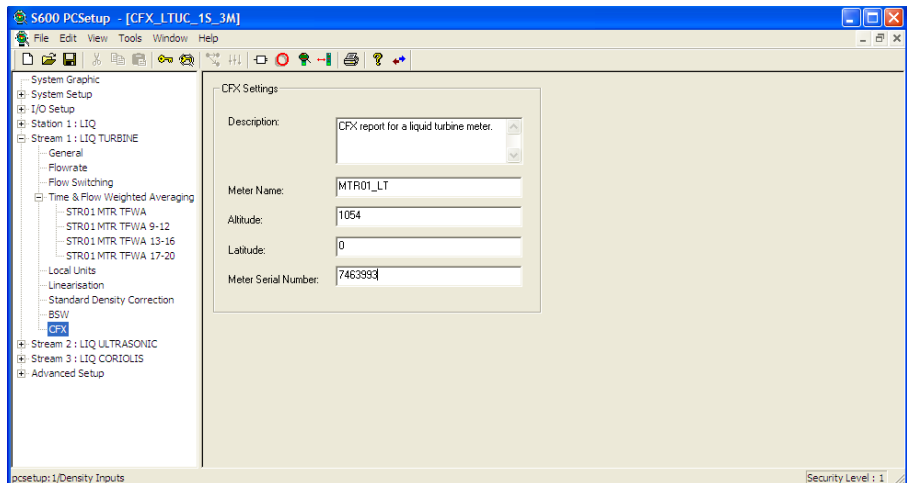 S600 PCSetup - [CFX_LTUC_1S_3M]
File Edit View Tools Window Help
System Graphic
System Setup
I/O Setup
Station 1 : LIQ
Stream 1 : LIQ TURBINE
General
Flowrate
Flow Switching
Time & Flow Weighted Averaging
STR01 MTR TFWA
STR01 MTR TFWA 9-12
STR01 MTR TFWA 13-16
STR01 MTR TFWA 17-20
Local Units
Linearisation
Standard Density Correction
BSW
CFX
Stream 2 : LIQ ULTRASONIC
Stream 3 : LIQ CORIOLIS
Advanced Setup
CFX Settings
Description: CFX report for a liquid turbine meter.
Meter Name: MTR01_LT
Altitude: 1054
Latitude: 0
Meter Serial Number: 7463993
pcsetup:1/Density Inputs Security Level : 1